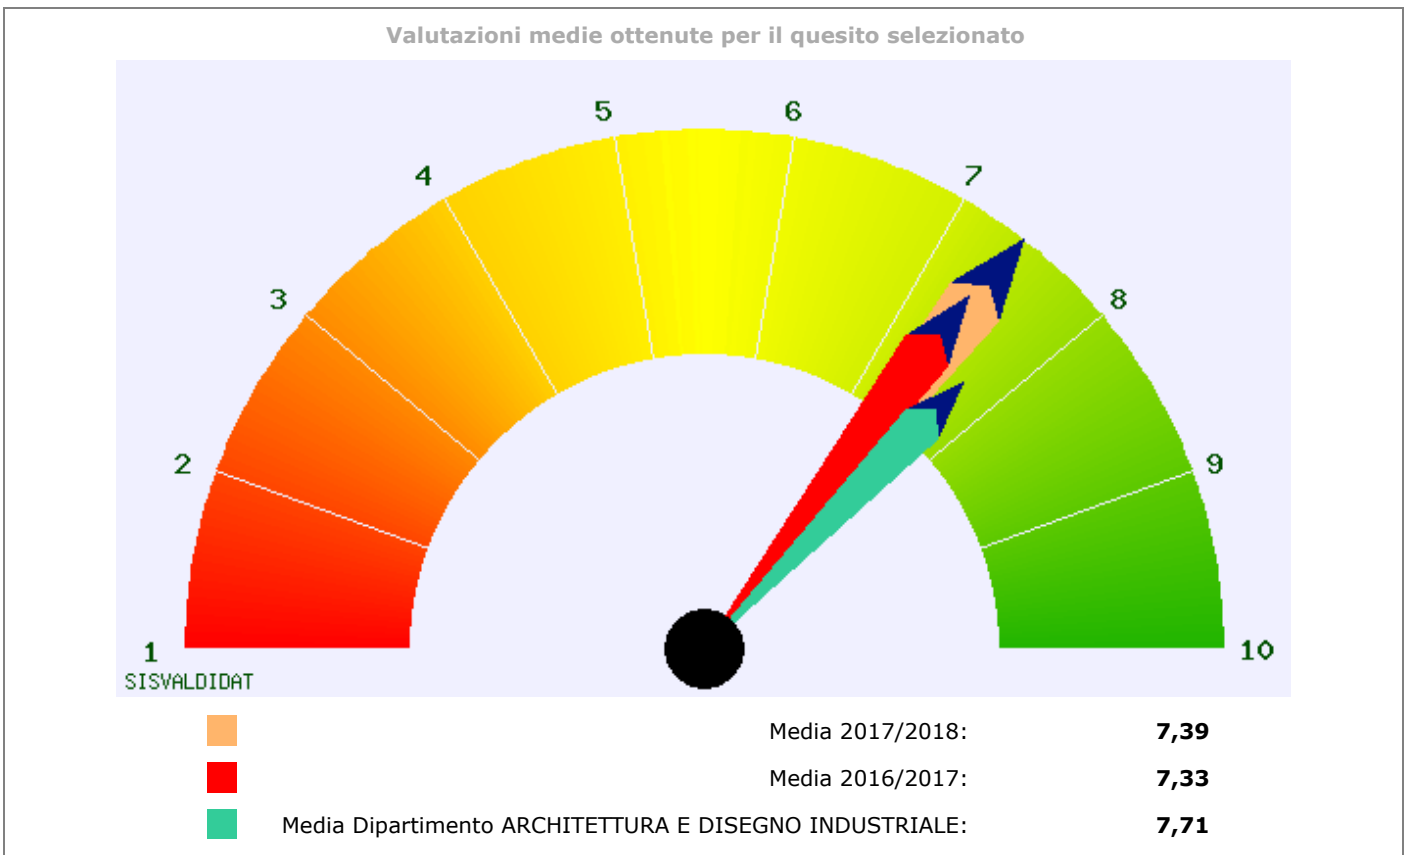 Valutazioni medie ottenute per il quesito selezionato
5 6
4 7
3 8
2 9
1 10
SISVALDIDAT
Media 2017/2018: 7,39
Media 2016/2017: 7,33
Media Dipartimento ARCHITETTURA E DISEGNO INDUSTRIALE: 7,71